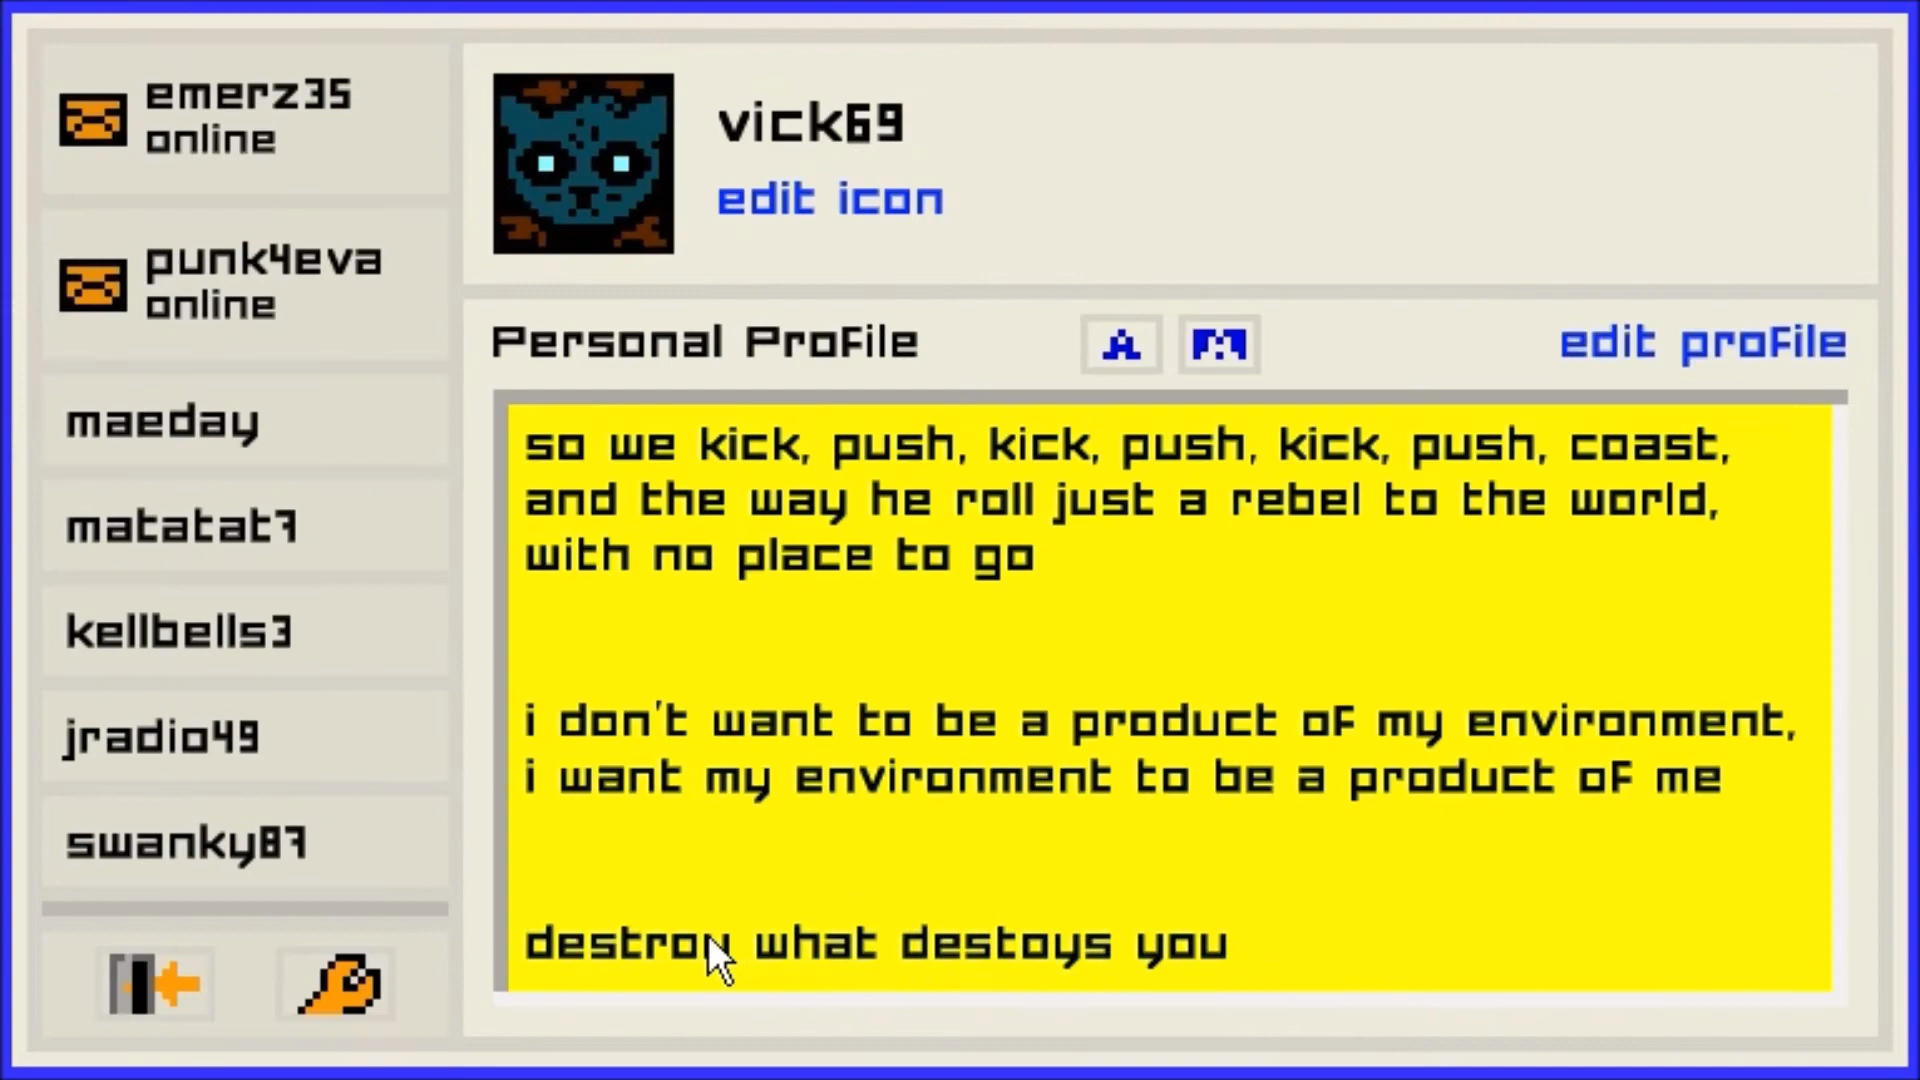 emerz35
online
punk4eva
online
maeday
matatat7
kellbells3
jradio49
swanky87
vick69
edit icon
Personal Profile
A
edit profile
so we kick, push, kick, push, kick, push, coast,
and the way he roll just a rebel to the world,
with no place to go
i don't want to be a product of my environment,
i want my environment to be a product of me
destroy what destoys you